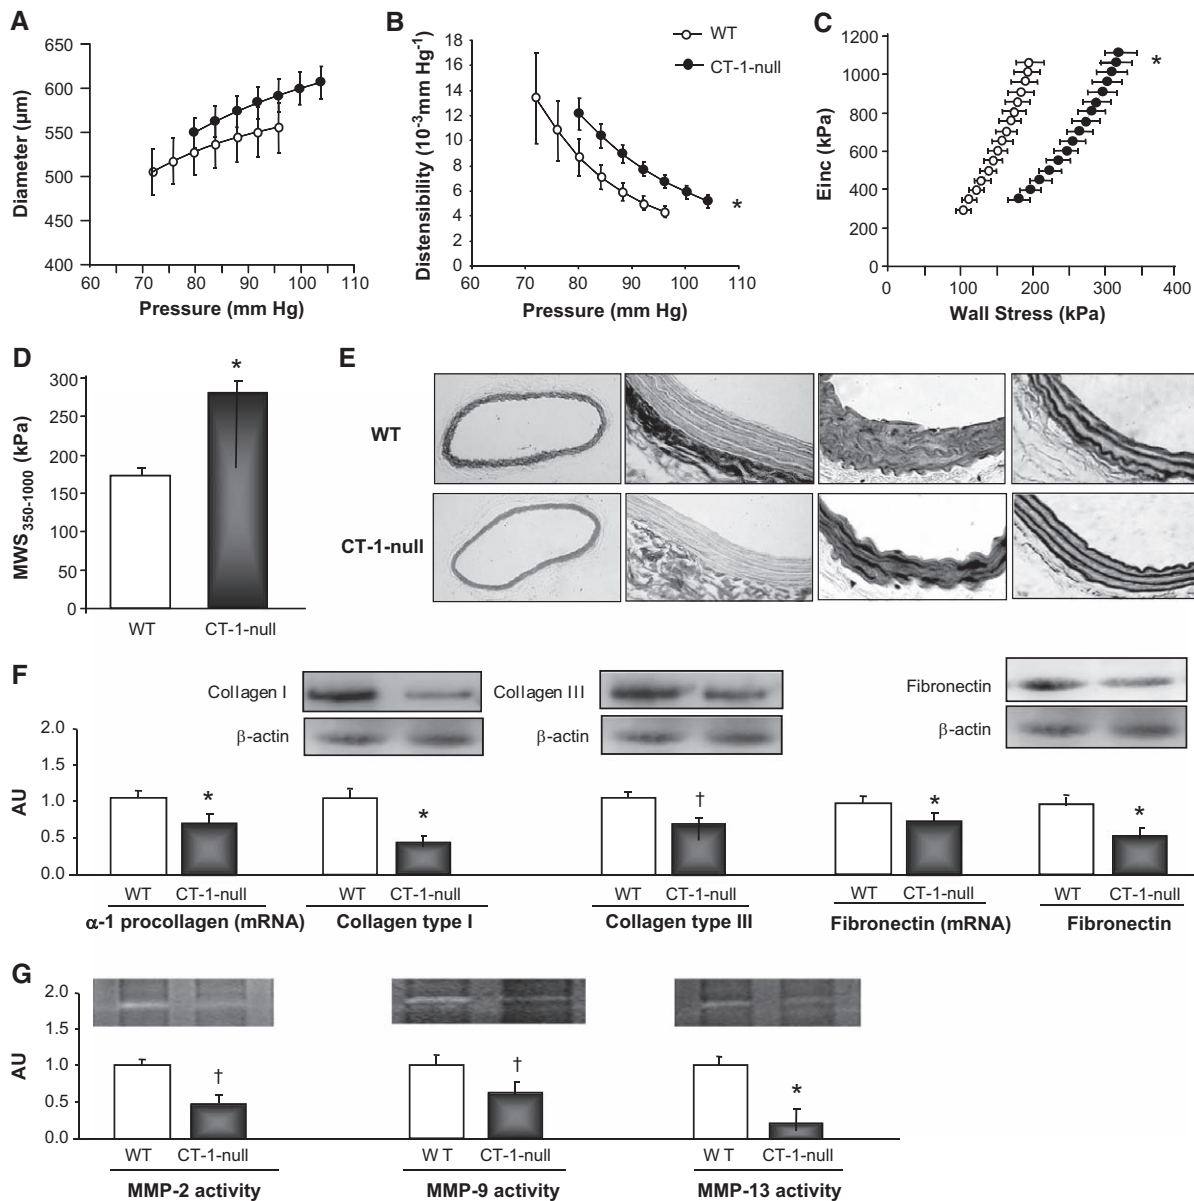 A
650
600
550
500
450
400
Diameter (µm)
60 70 80 90 100 110
Pressure (mm Hg)
B
18
16
14
12
10
8
6
4
2
0
Distensibility (10-3mm Hg-1)
WT
CT-1-null
*
60 70 80 90 100 110
Pressure (mm Hg)
C
1200
1000
800
600
400
200
0
Einc (kPa)
*
0 100 200 300 400
Wall Stress (kPa)
D
300
250
200
150
100
50
0
MWS350-1000 (kPa)
*
WT CT-1-null
E
WT
CT-1-null
F
Collagen I
β-actin
Collagen III
β-actin
Fibronectin
β-actin
2.0
1.5
1.0
0.5
0.0
AU
* * † * *
WT CT-1-null WT CT-1-null WT CT-1-null WT CT-1-null WT CT-1-null
α-1 procollagen (mRNA) Collagen type I Collagen type III Fibronectin (mRNA) Fibronectin
G
2.0
1.5
1.0
0.5
0.0
AU
† † *
WT CT-1-null W T CT-1-null W T CT-1-null
MMP-2 activity MMP-9 activity MMP-13 activity